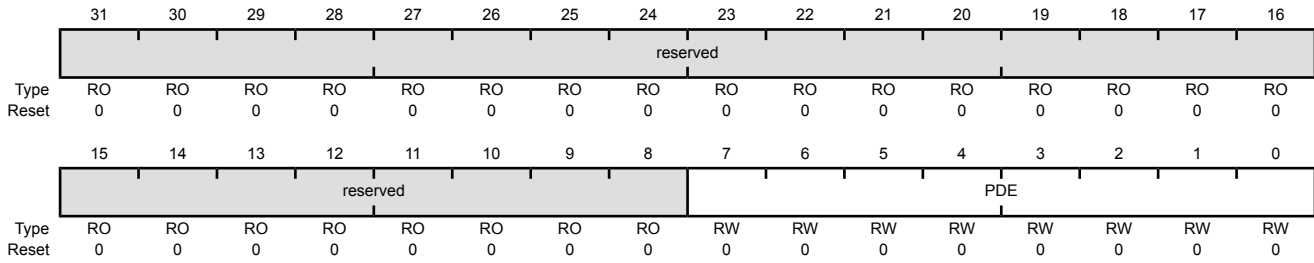 31 30 29 28 27 26 25 24 23 22 21 20 19 18 17 16
reserved
Type RO RO RO RO RO RO RO RO RO RO RO RO RO RO RO RO
Reset 0 0 0 0 0 0 0 0 0 0 0 0 0 0 0 0
15 14 13 12 11 10 9 8 7 6 5 4 3 2 1 0
reserved PDE
Type RO RO RO RO RO RO RO RO RW RW RW RW RW RW RW RW
Reset 0 0 0 0 0 0 0 0 0 0 0 0 0 0 0 0